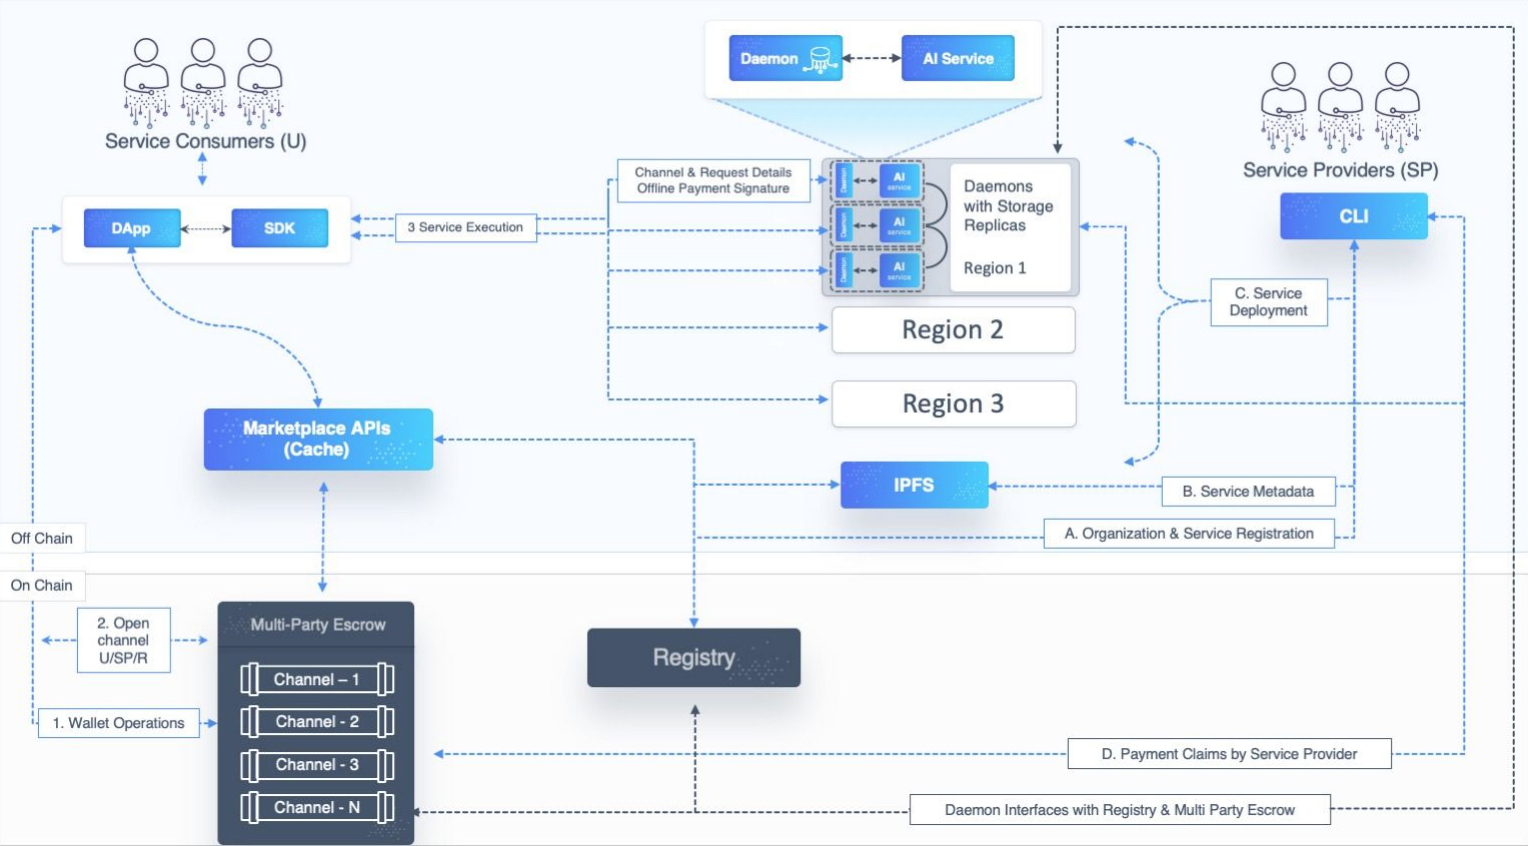 Daemon
AI Service
Service Consumers (U)
Service Providers (SP)
Channel & Request Details
Offline Payment Signature
Daemon
AI
service
Daemon
AI
service
Daemon
AI
service
Daemons
with Storage
Replicas
Region 1
DApp
SDK
3 Service Execution
CLI
C. Service
Deployment
Region 2
Region 3
Marketplace APIs
(Cache)
IPFS
B. Service Metadata
A. Organization & Service Registration
Off Chain
On Chain
2. Open
channel
U/SP/R
Multi-Party Escrow
Channel – 1
Channel - 2
Channel - 3
Channel - N
Registry
1. Wallet Operations
D. Payment Claims by Service Provider
Daemon Interfaces with Registry & Multi Party Escrow